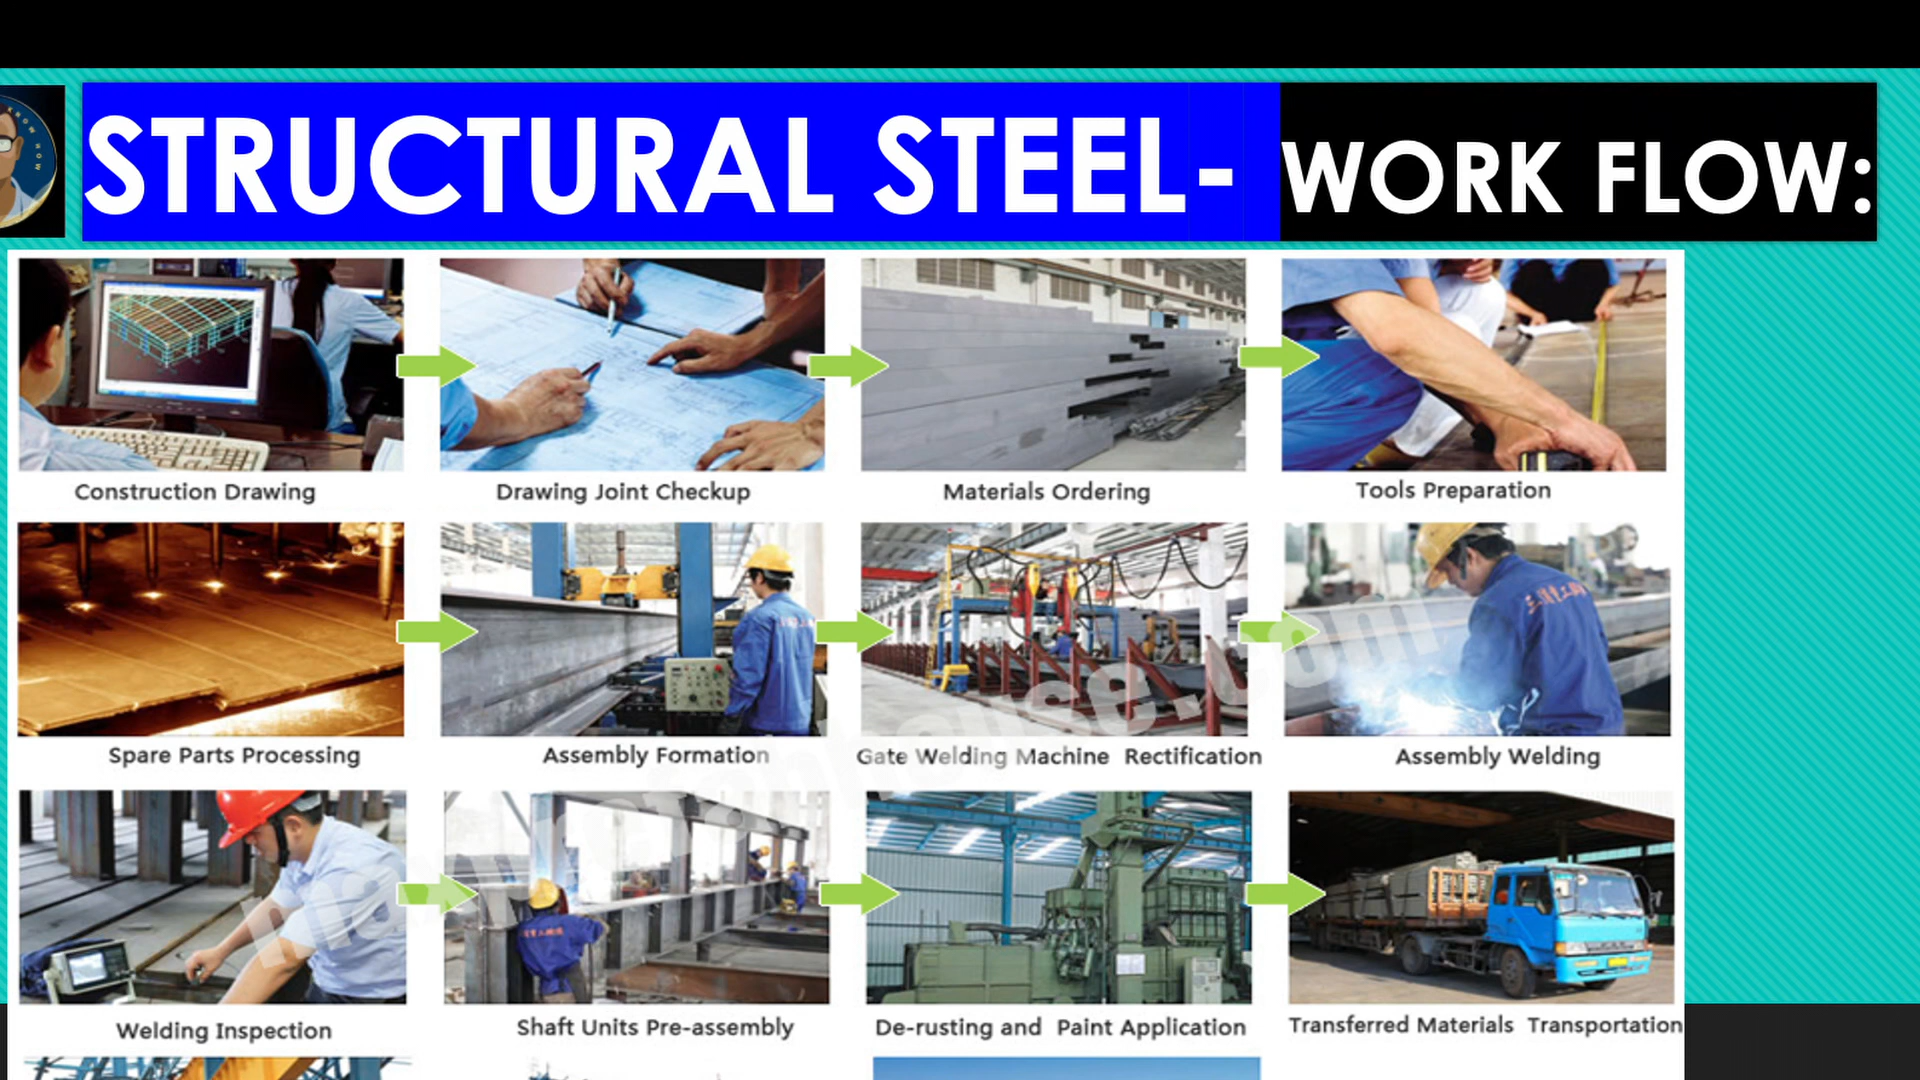 KNOW HOW
STRUCTURAL STEEL- WORK FLOW:
Construction Drawing
Drawing Joint Checkup
Materials Ordering
Tools Preparation
Spare Parts Processing
Assembly Formation
Gate Welding Machine Rectification
Assembly Welding
Welding Inspection
Shaft Units Pre-assembly
De-rusting and Paint Application
Transferred Materials Transportation